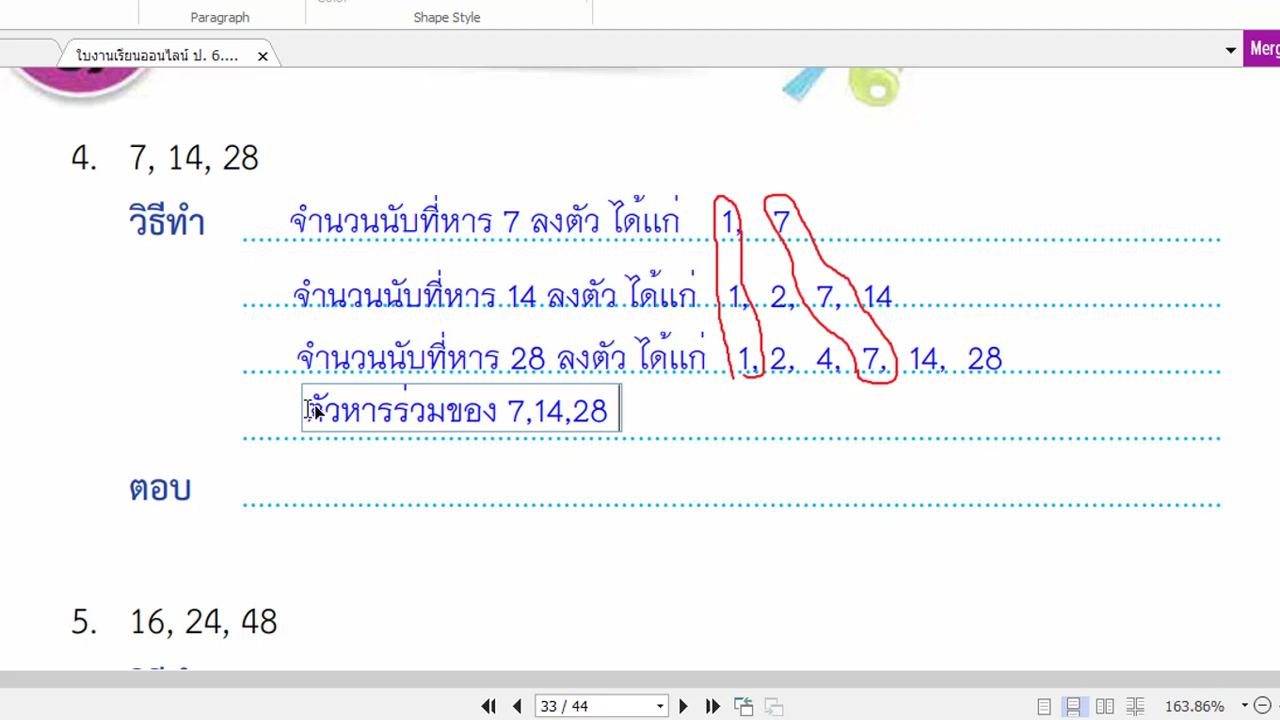 Paragraph
Shape Style
ใบงานเรียนออนไลน์ ป. 6....
Merg
4. 7, 14, 28
วิธีทำ จำนวนนับที่หาร 7 ลงตัว ได้แก่ 1, 7
จำนวนนับที่หาร 14 ลงตัว ได้แก่ 1, 2, 7, 14
จำนวนนับที่หาร 28 ลงตัว ได้แก่ 1, 2, 4, 7, 14, 28
ตัวหารร่วมของ 7,14,28
ตอบ
5. 16, 24, 48
33 / 44
163.86%